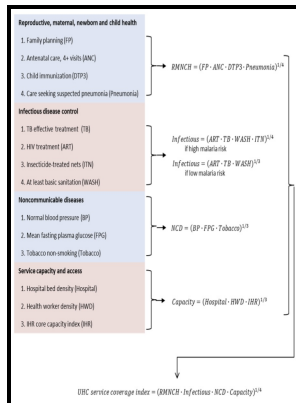 Reproductive, maternal, newborn and child health
1. Family planning (FP)
2. Antenatal care, 4+ visits (ANC)
3. Child immunization (DTP3)
4. Care seeking suspected pneumonia (Pneumonia)
RMNCH = (FP · ANC · DTP3 · Pneumonia)^1/4
Infectious disease control
1. TB effective treatment (TB)
2. HIV treatment (ART)
3. Insecticide-treated nets (ITN)
4. At least basic sanitation (WASH)
Infectious = (ART · TB · WASH · ITN)^1/4
if high malaria risk
Infectious = (ART · TB · WASH)^1/3
if low malaria risk
Noncommunicable diseases
1. Normal blood pressure (BP)
2. Mean fasting plasma glucose (FPG)
3. Tobacco non-smoking (Tobacco)
NCD = (BP · FPG · Tobacco)^1/3
Service capacity and access
1. Hospital bed density (Hospital)
2. Health worker density (HWD)
3. IHR core capacity index (IHR)
Capacity = (Hospital · HWD · IHR)^1/3
UHC service coverage index = (RMNCH · Infectious · NCD · Capacity)^1/4